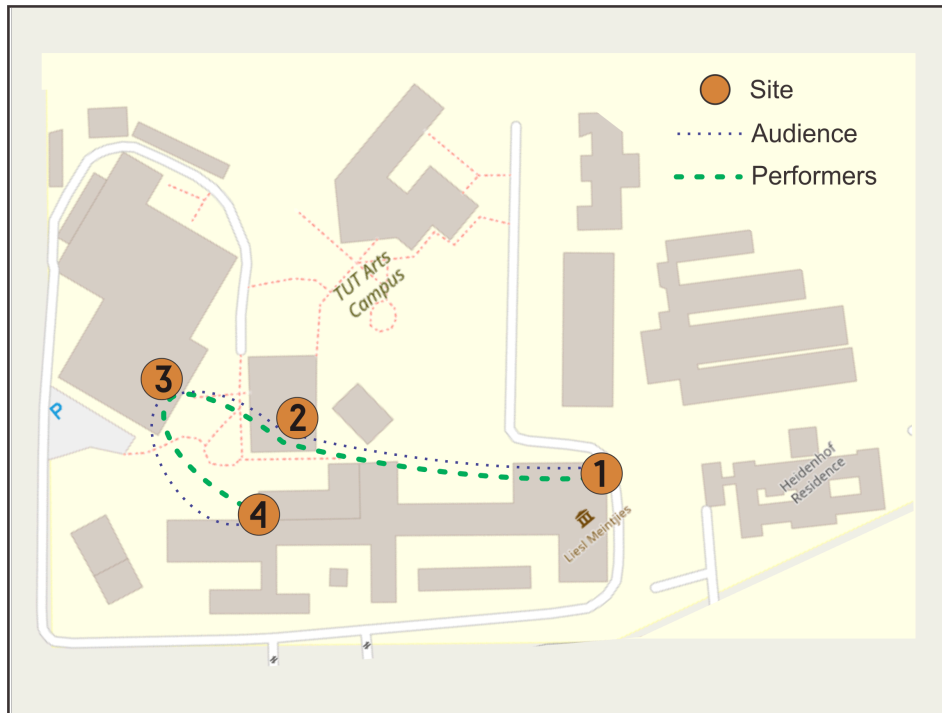 Site
Audience
Performers
TUT Arts
Campus
3
P
2
1
4
Heidenhof
Residence
Liesl Meintjies